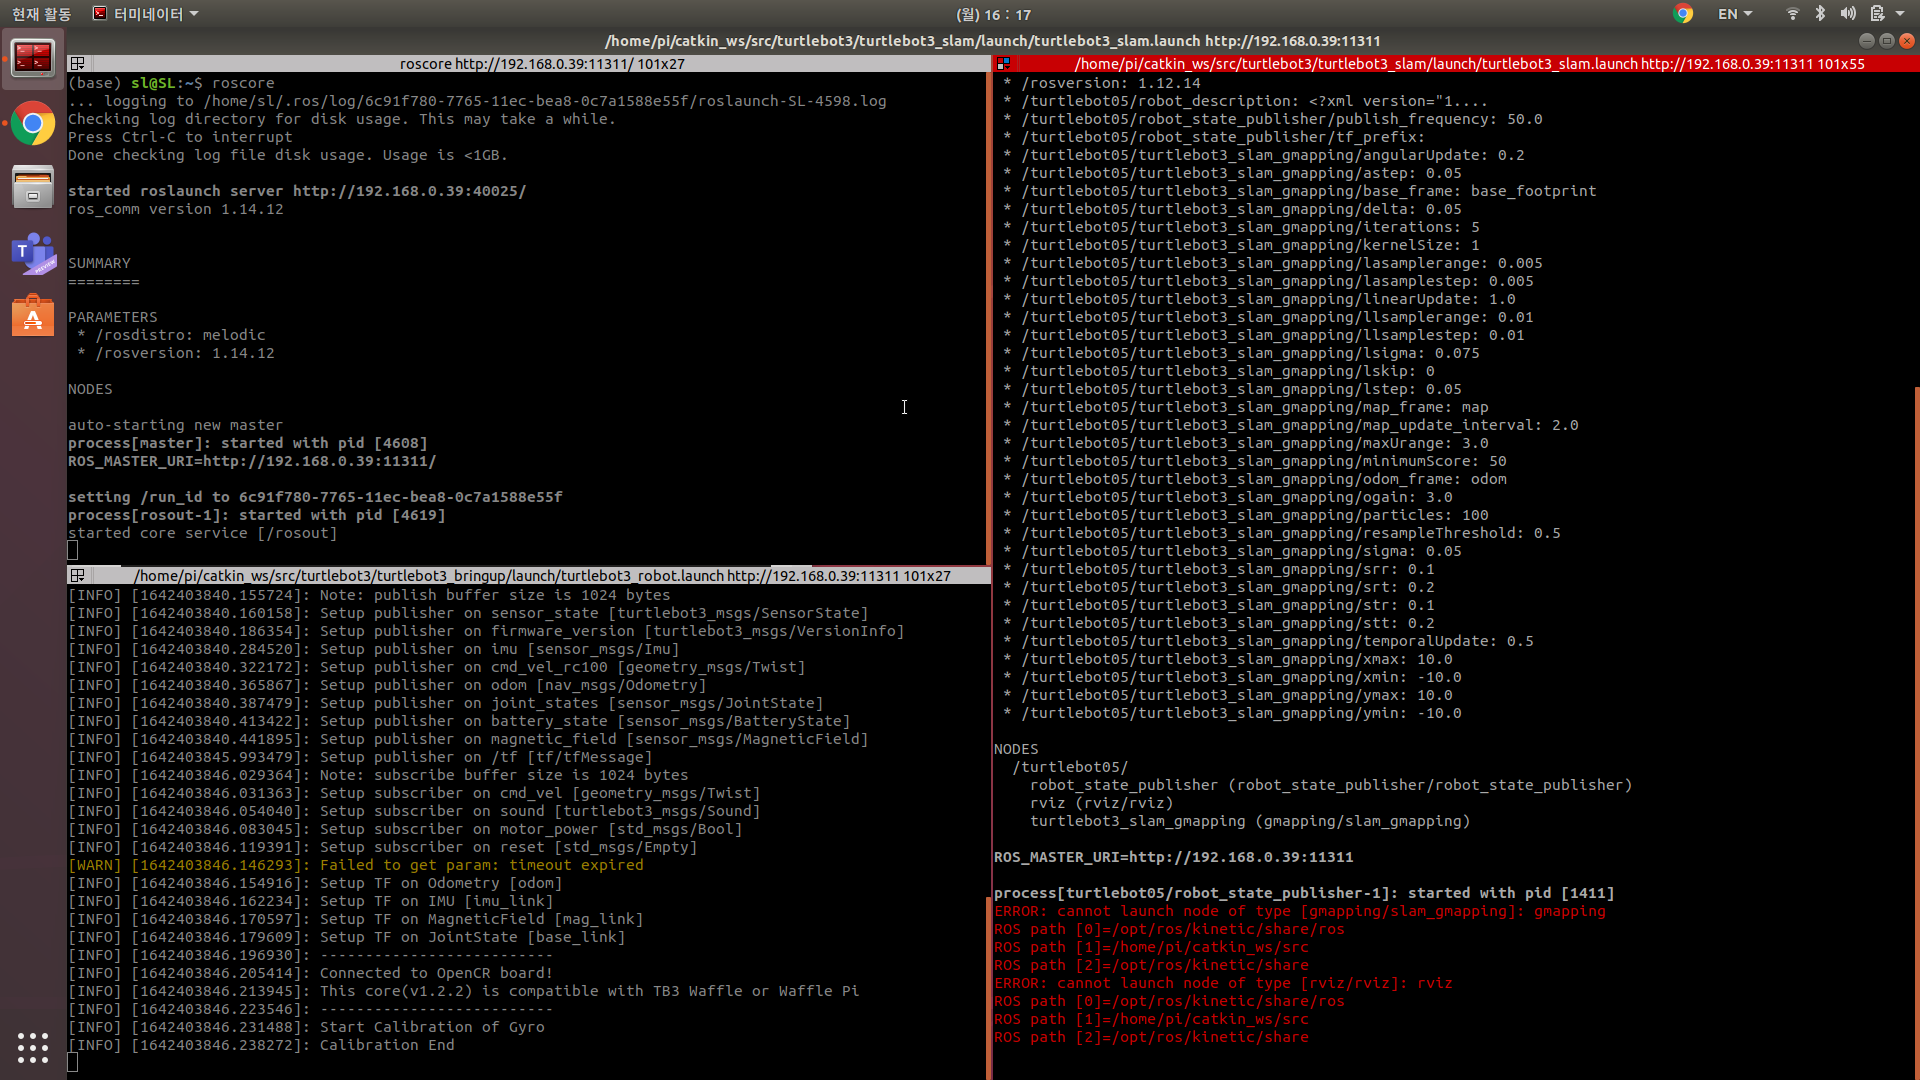 현재 활동
터미네이터
(월) 16 : 17
EN
/home/pi/catkin_ws/src/turtlebot3/turtlebot3_slam/launch/turtlebot3_slam.launch http://192.168.0.39:11311
roscore http://192.168.0.39:11311/ 101x27
(base) sl@SL:~$ roscore
... logging to /home/sl/.ros/log/6c91f780-7765-11ec-bea8-0c7a1588e55f/roslaunch-SL-4598.log
Checking log directory for disk usage. This may take a while.
Press Ctrl-C to interrupt
Done checking log file disk usage. Usage is <1GB.
started roslaunch server http://192.168.0.39:40025/
ros_comm version 1.14.12
SUMMARY
========
PARAMETERS
* /rosdistro: melodic
* /rosversion: 1.14.12
NODES
auto-starting new master
process[master]: started with pid [4608]
ROS_MASTER_URI=http://192.168.0.39:11311/
setting /run_id to 6c91f780-7765-11ec-bea8-0c7a1588e55f
process[rosout-1]: started with pid [4619]
started core service [/rosout]
/home/pi/catkin_ws/src/turtlebot3/turtlebot3_bringup/launch/turtlebot3_robot.launch http://192.168.0.39:11311 101x27
[INFO] [1642403840.155724]: Note: publish buffer size is 1024 bytes
[INFO] [1642403840.160158]: Setup publisher on sensor_state [turtlebot3_msgs/SensorState]
[INFO] [1642403840.186354]: Setup publisher on firmware_version [turtlebot3_msgs/VersionInfo]
[INFO] [1642403840.284520]: Setup publisher on imu [sensor_msgs/Imu]
[INFO] [1642403840.322172]: Setup publisher on cmd_vel_rc100 [geometry_msgs/Twist]
[INFO] [1642403840.365867]: Setup publisher on odom [nav_msgs/Odometry]
[INFO] [1642403840.387479]: Setup publisher on joint_states [sensor_msgs/JointState]
[INFO] [1642403840.413422]: Setup publisher on battery_state [sensor_msgs/BatteryState]
[INFO] [1642403840.441895]: Setup publisher on magnetic_field [sensor_msgs/MagneticField]
[INFO] [1642403845.993479]: Setup publisher on /tf [tf/tfMessage]
[INFO] [1642403846.029364]: Note: subscribe buffer size is 1024 bytes
[INFO] [1642403846.031363]: Setup subscriber on cmd_vel [geometry_msgs/Twist]
[INFO] [1642403846.054040]: Setup subscriber on sound [turtlebot3_msgs/Sound]
[INFO] [1642403846.083045]: Setup subscriber on motor_power [std_msgs/Bool]
[INFO] [1642403846.119391]: Setup subscriber on reset [std_msgs/Empty]
[WARN] [1642403846.146293]: Failed to get param: timeout expired
[INFO] [1642403846.154916]: Setup TF on Odometry [odom]
[INFO] [1642403846.162234]: Setup TF on IMU [imu_link]
[INFO] [1642403846.170597]: Setup TF on MagneticField [mag_link]
[INFO] [1642403846.179609]: Setup TF on JointState [base_link]
[INFO] [1642403846.196930]: --------------------------
[INFO] [1642403846.205414]: Connected to OpenCR board!
[INFO] [1642403846.213945]: This core(v1.2.2) is compatible with TB3 Waffle or Waffle Pi
[INFO] [1642403846.223546]: --------------------------
[INFO] [1642403846.231488]: Start Calibration of Gyro
[INFO] [1642403846.238272]: Calibration End
/home/pi/catkin_ws/src/turtlebot3/turtlebot3_slam/launch/turtlebot3_slam.launch http://192.168.0.39:11311 101x55
* /rosversion: 1.12.14
* /turtlebot05/robot_description: <?xml version="1....
* /turtlebot05/robot_state_publisher/publish_frequency: 50.0
* /turtlebot05/robot_state_publisher/tf_prefix:
* /turtlebot05/turtlebot3_slam_gmapping/angularUpdate: 0.2
* /turtlebot05/turtlebot3_slam_gmapping/astep: 0.05
* /turtlebot05/turtlebot3_slam_gmapping/base_frame: base_footprint
* /turtlebot05/turtlebot3_slam_gmapping/delta: 0.05
* /turtlebot05/turtlebot3_slam_gmapping/iterations: 5
* /turtlebot05/turtlebot3_slam_gmapping/kernelSize: 1
* /turtlebot05/turtlebot3_slam_gmapping/lasamplerange: 0.005
* /turtlebot05/turtlebot3_slam_gmapping/lasamplestep: 0.005
* /turtlebot05/turtlebot3_slam_gmapping/linearUpdate: 1.0
* /turtlebot05/turtlebot3_slam_gmapping/llsamplerange: 0.01
* /turtlebot05/turtlebot3_slam_gmapping/llsamplestep: 0.01
* /turtlebot05/turtlebot3_slam_gmapping/lsigma: 0.075
* /turtlebot05/turtlebot3_slam_gmapping/lskip: 0
* /turtlebot05/turtlebot3_slam_gmapping/lstep: 0.05
* /turtlebot05/turtlebot3_slam_gmapping/map_frame: map
* /turtlebot05/turtlebot3_slam_gmapping/map_update_interval: 2.0
* /turtlebot05/turtlebot3_slam_gmapping/maxUrange: 3.0
* /turtlebot05/turtlebot3_slam_gmapping/minimumScore: 50
* /turtlebot05/turtlebot3_slam_gmapping/odom_frame: odom
* /turtlebot05/turtlebot3_slam_gmapping/ogain: 3.0
* /turtlebot05/turtlebot3_slam_gmapping/particles: 100
* /turtlebot05/turtlebot3_slam_gmapping/resampleThreshold: 0.5
* /turtlebot05/turtlebot3_slam_gmapping/sigma: 0.05
* /turtlebot05/turtlebot3_slam_gmapping/srr: 0.1
* /turtlebot05/turtlebot3_slam_gmapping/srt: 0.2
* /turtlebot05/turtlebot3_slam_gmapping/str: 0.1
* /turtlebot05/turtlebot3_slam_gmapping/stt: 0.2
* /turtlebot05/turtlebot3_slam_gmapping/temporalUpdate: 0.5
* /turtlebot05/turtlebot3_slam_gmapping/xmax: 10.0
* /turtlebot05/turtlebot3_slam_gmapping/xmin: -10.0
* /turtlebot05/turtlebot3_slam_gmapping/ymax: 10.0
* /turtlebot05/turtlebot3_slam_gmapping/ymin: -10.0
NODES
/turtlebot05/
robot_state_publisher (robot_state_publisher/robot_state_publisher)
rviz (rviz/rviz)
turtlebot3_slam_gmapping (gmapping/slam_gmapping)
ROS_MASTER_URI=http://192.168.0.39:11311
process[turtlebot05/robot_state_publisher-1]: started with pid [1411]
ERROR: cannot launch node of type [gmapping/slam_gmapping]: gmapping
ROS path [0]=/opt/ros/kinetic/share/ros
ROS path [1]=/home/pi/catkin_ws/src
ROS path [2]=/opt/ros/kinetic/share
ERROR: cannot launch node of type [rviz/rviz]: rviz
ROS path [0]=/opt/ros/kinetic/share/ros
ROS path [1]=/home/pi/catkin_ws/src
ROS path [2]=/opt/ros/kinetic/share
T
PREVIEW